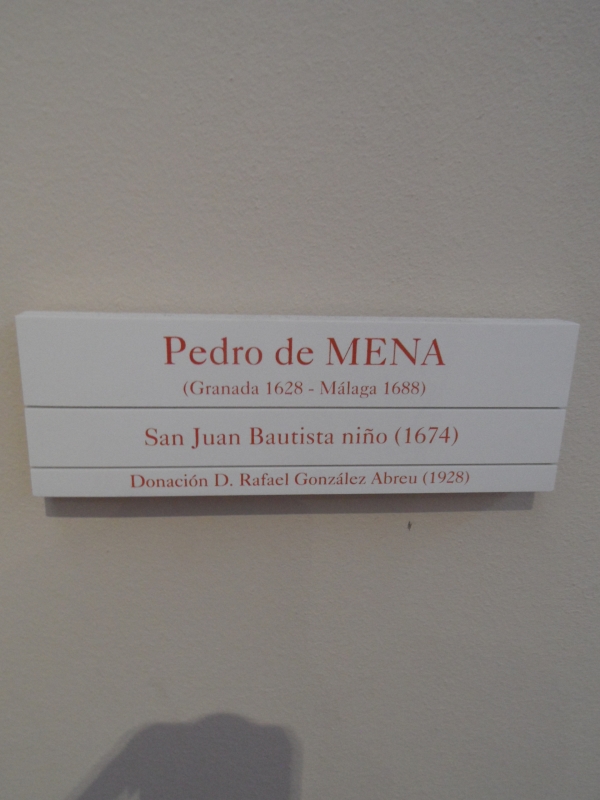 Pedro de MENA
(Granada 1628 - Málaga 1688)
San Juan Bautista niño (1674)
Donación D. Rafael González Abreu (1928)